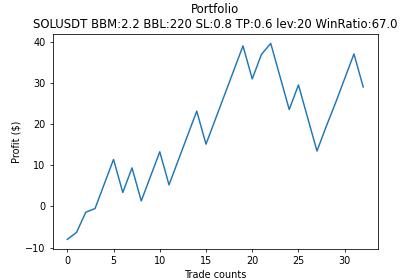 Portfolio
SOLUSDT BBM:2.2 BBL:220 SL:0.8 TP:0.6 lev:20 WinRatio:67.0
Profit ($)
40
30
20
10
0
−10
0 5 10 15 20 25 30
Trade counts